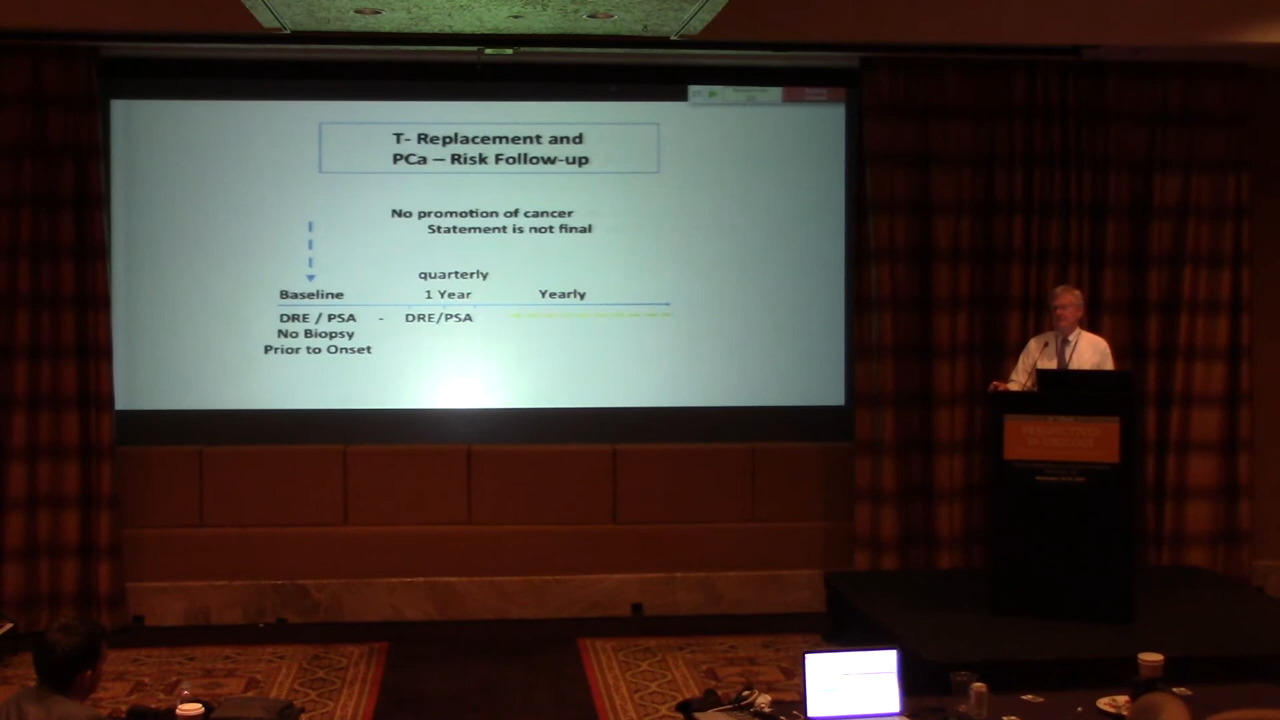 T- Replacement and
PCa – Risk Follow-up
No promotion of cancer
Statement is not final
quarterly
Baseline 1 Year Yearly
DRE / PSA - DRE/PSA
No Biopsy
Prior to Onset